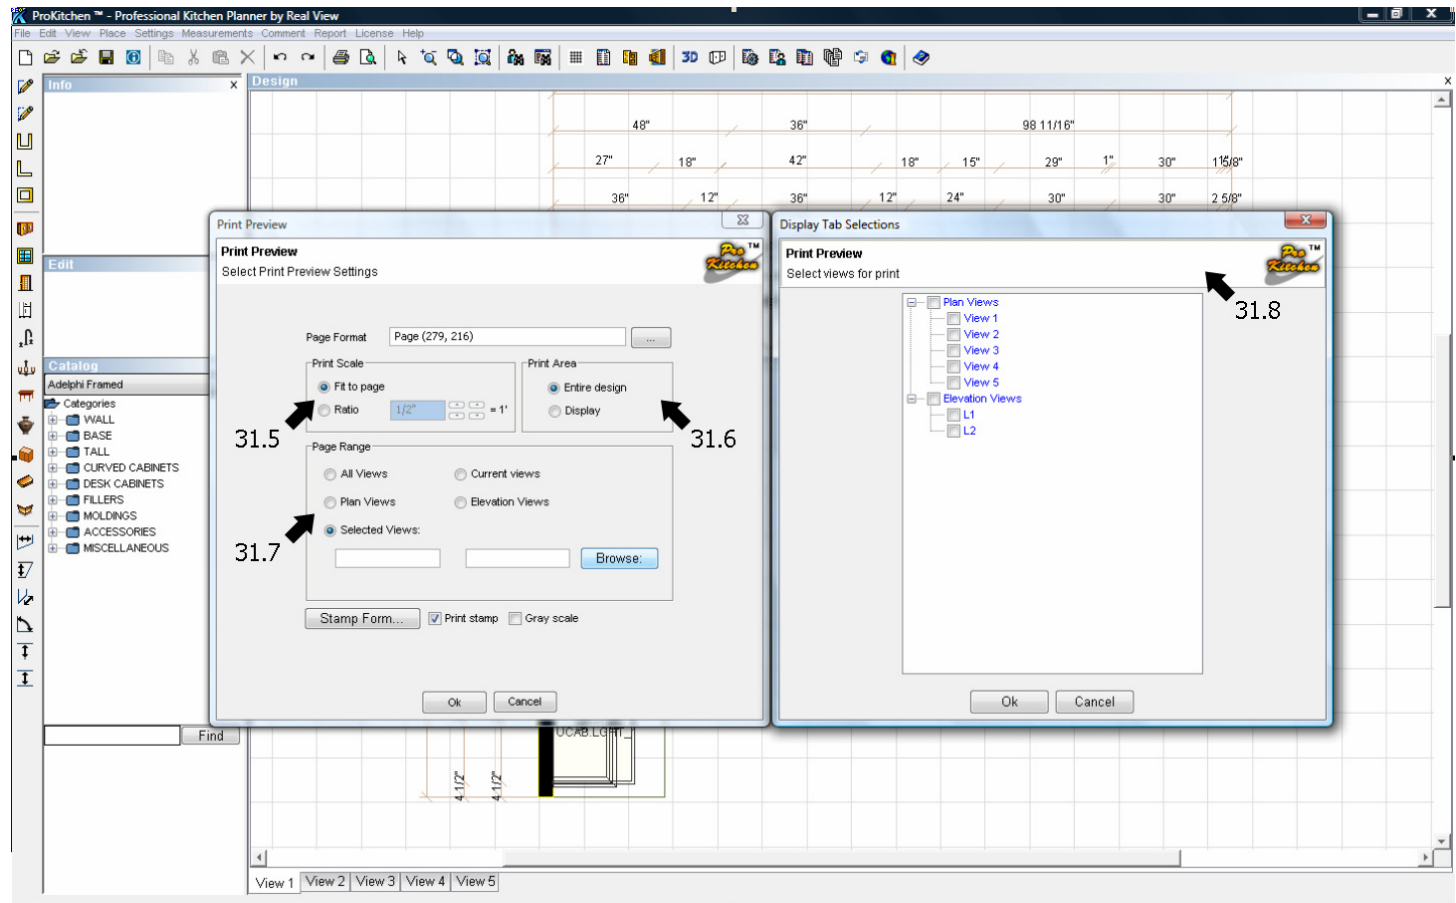 ProKitchen ™ - Professional Kitchen Planner by Real View
File Edit View Place Settings Measurements Comment Report License Help
3D
Info x
Design x
48" 36" 98 11/16"
27" 18" 42" 18" 15" 29" 1" 30"
36" 12" 36" 12" 24" 30" 30" 2 5/8"
Edit
Catalog
Adelphi Framed
Categories
WALL
BASE
TALL
CURVED CABINETS
DESK CABINETS
FILLERS
MOLDINGS
ACCESSORIES
MISCELLANEOUS
Find
Print Preview
Print Preview
Select Print Preview Settings
Pro Kitchen ™
Page Format Page (279, 216) ...
Print Scale
Fit to page
Ratio 1/2" = 1'
31.5
Print Area
Entire design
Display
31.6
Page Range
All Views Current views
Plan Views Elevation Views
Selected Views:
31.7
Browse:
Stamp Form... Print stamp Gray scale
Ok Cancel
Display Tab Selections
Print Preview
Select views for print
Pro Kitchen ™
31.8
Plan Views
View 1
View 2
View 3
View 4
View 5
Elevation Views
L1
L2
Ok Cancel
4 1/2" 4 1/2"
View 1 View 2 View 3 View 4 View 5